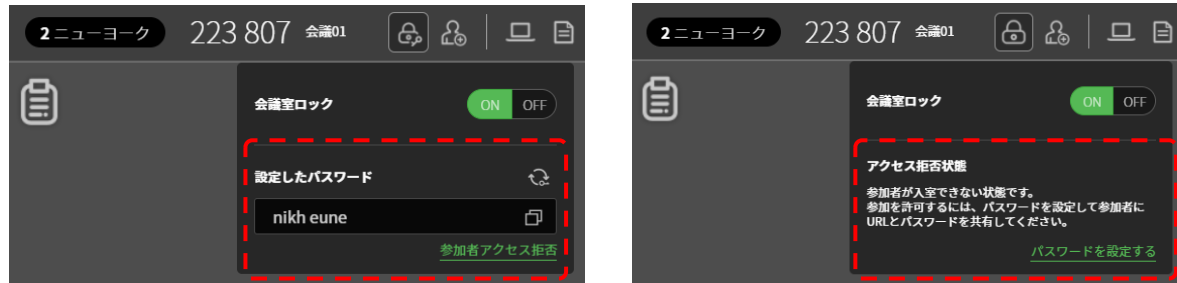 2 ニューヨーク 223 807 会議01
会議室ロック ON OFF
設定したパスワード
nikh eune
参加者アクセス拒否
2 ニューヨーク 223 807 会議01
会議室ロック ON OFF
アクセス拒否状態
参加者が入室できない状態です。
参加を許可するには、パスワードを設定して参加者に
URLとパスワードを共有してください。
パスワードを設定する